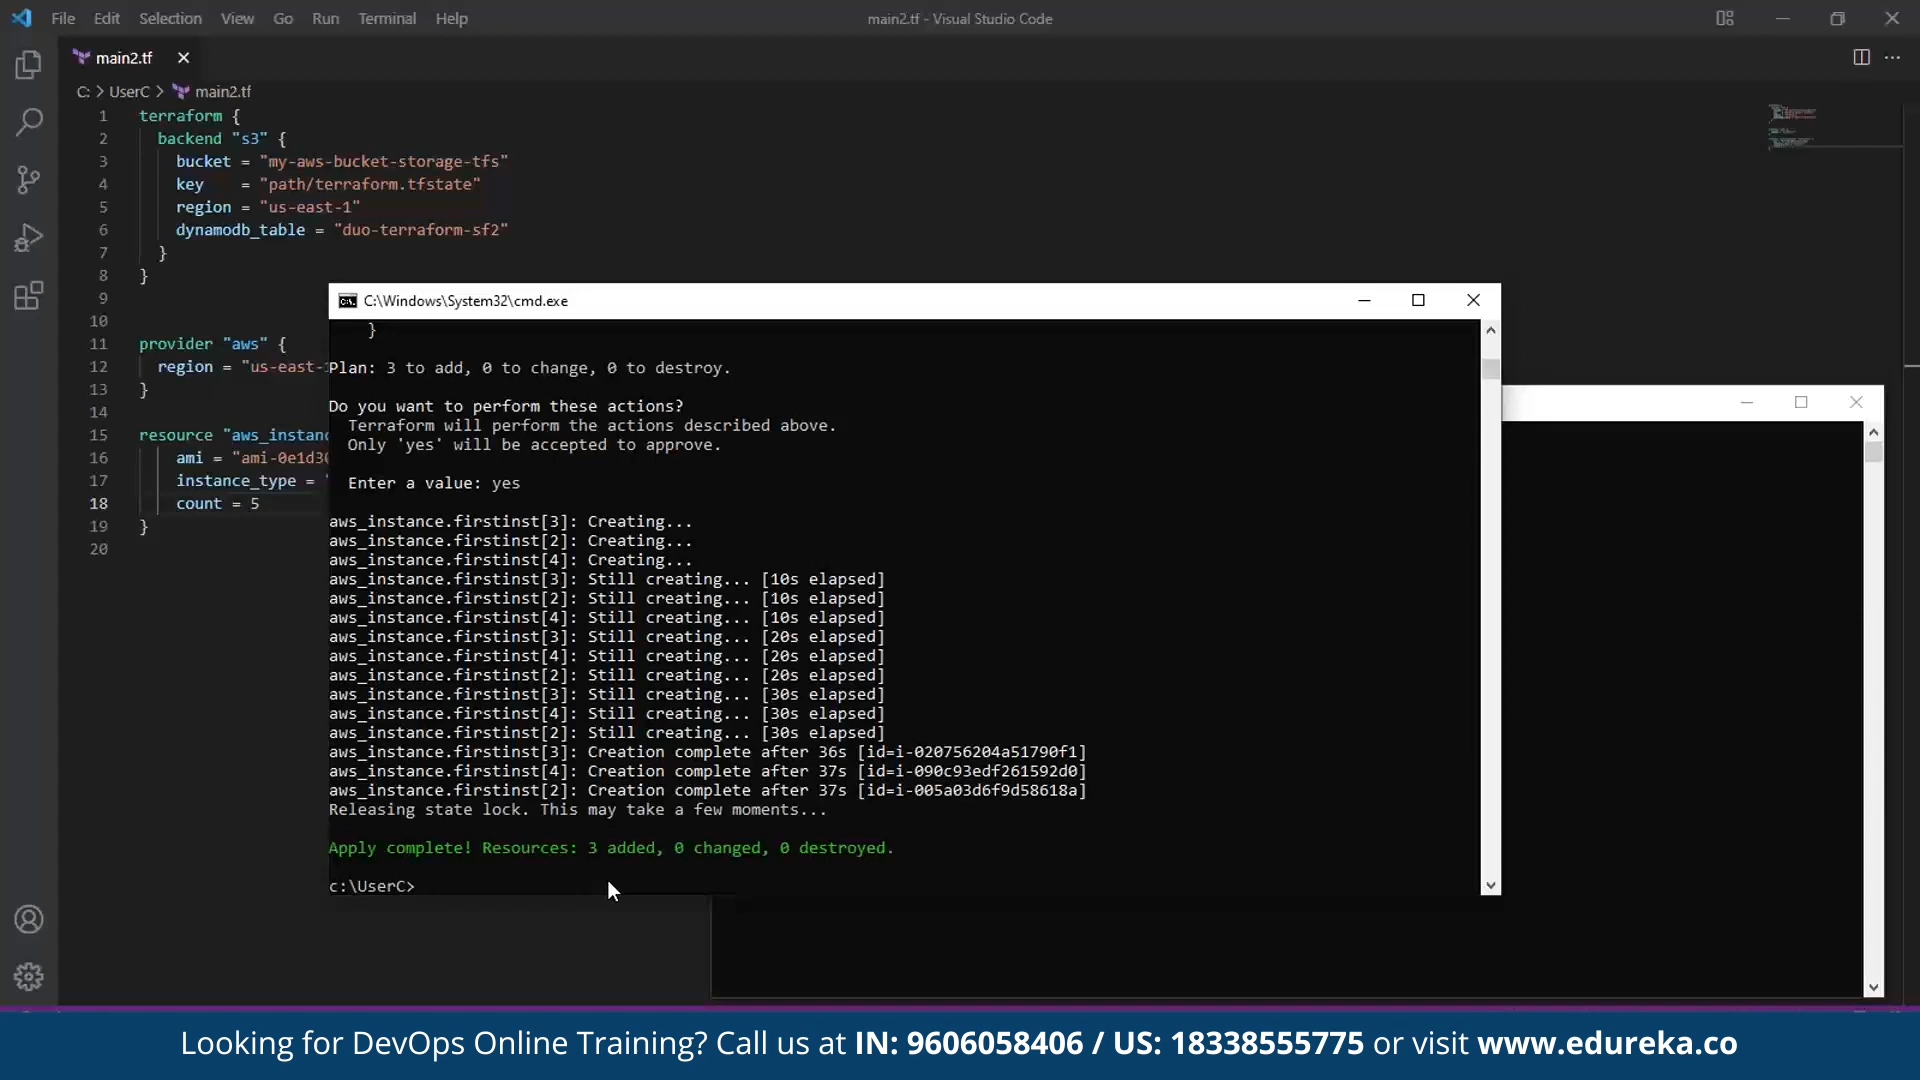 File Edit Selection View Go Run Terminal Help
main2.tf - Visual Studio Code
main2.tf
C: > UserC > main2.tf
1 terraform {
2 backend "s3" {
3 bucket = "my-aws-bucket-storage-tfs"
4 key = "path/terraform.tfstate"
5 region = "us-east-1"
6 dynamodb_table = "duo-terraform-sf2"
7 }
8 }
9
10
11 provider "aws" {
12 region = "us-east-1
13 }
14
15 resource "aws_instanc
16 ami = "ami-0e1d30
17 instance_type = "
18 count = 5
19 }
20
C:\Windows\System32\cmd.exe
}
Plan: 3 to add, 0 to change, 0 to destroy.
Do you want to perform these actions?
Terraform will perform the actions described above.
Only 'yes' will be accepted to approve.
Enter a value: yes
aws_instance.firstinst[3]: Creating...
aws_instance.firstinst[2]: Creating...
aws_instance.firstinst[4]: Creating...
aws_instance.firstinst[3]: Still creating... [10s elapsed]
aws_instance.firstinst[2]: Still creating... [10s elapsed]
aws_instance.firstinst[4]: Still creating... [10s elapsed]
aws_instance.firstinst[3]: Still creating... [20s elapsed]
aws_instance.firstinst[4]: Still creating... [20s elapsed]
aws_instance.firstinst[2]: Still creating... [20s elapsed]
aws_instance.firstinst[3]: Still creating... [30s elapsed]
aws_instance.firstinst[4]: Still creating... [30s elapsed]
aws_instance.firstinst[2]: Still creating... [30s elapsed]
aws_instance.firstinst[3]: Creation complete after 36s [id=i-020756204a51790f1]
aws_instance.firstinst[4]: Creation complete after 37s [id=i-090c93edf261592d0]
aws_instance.firstinst[2]: Creation complete after 37s [id=i-005a03d6f9d58618a]
Releasing state lock. This may take a few moments...
Apply complete! Resources: 3 added, 0 changed, 0 destroyed.
c:\UserC>
Looking for DevOps Online Training? Call us at IN: 9606058406 / US: 18338555775 or visit www.edureka.co